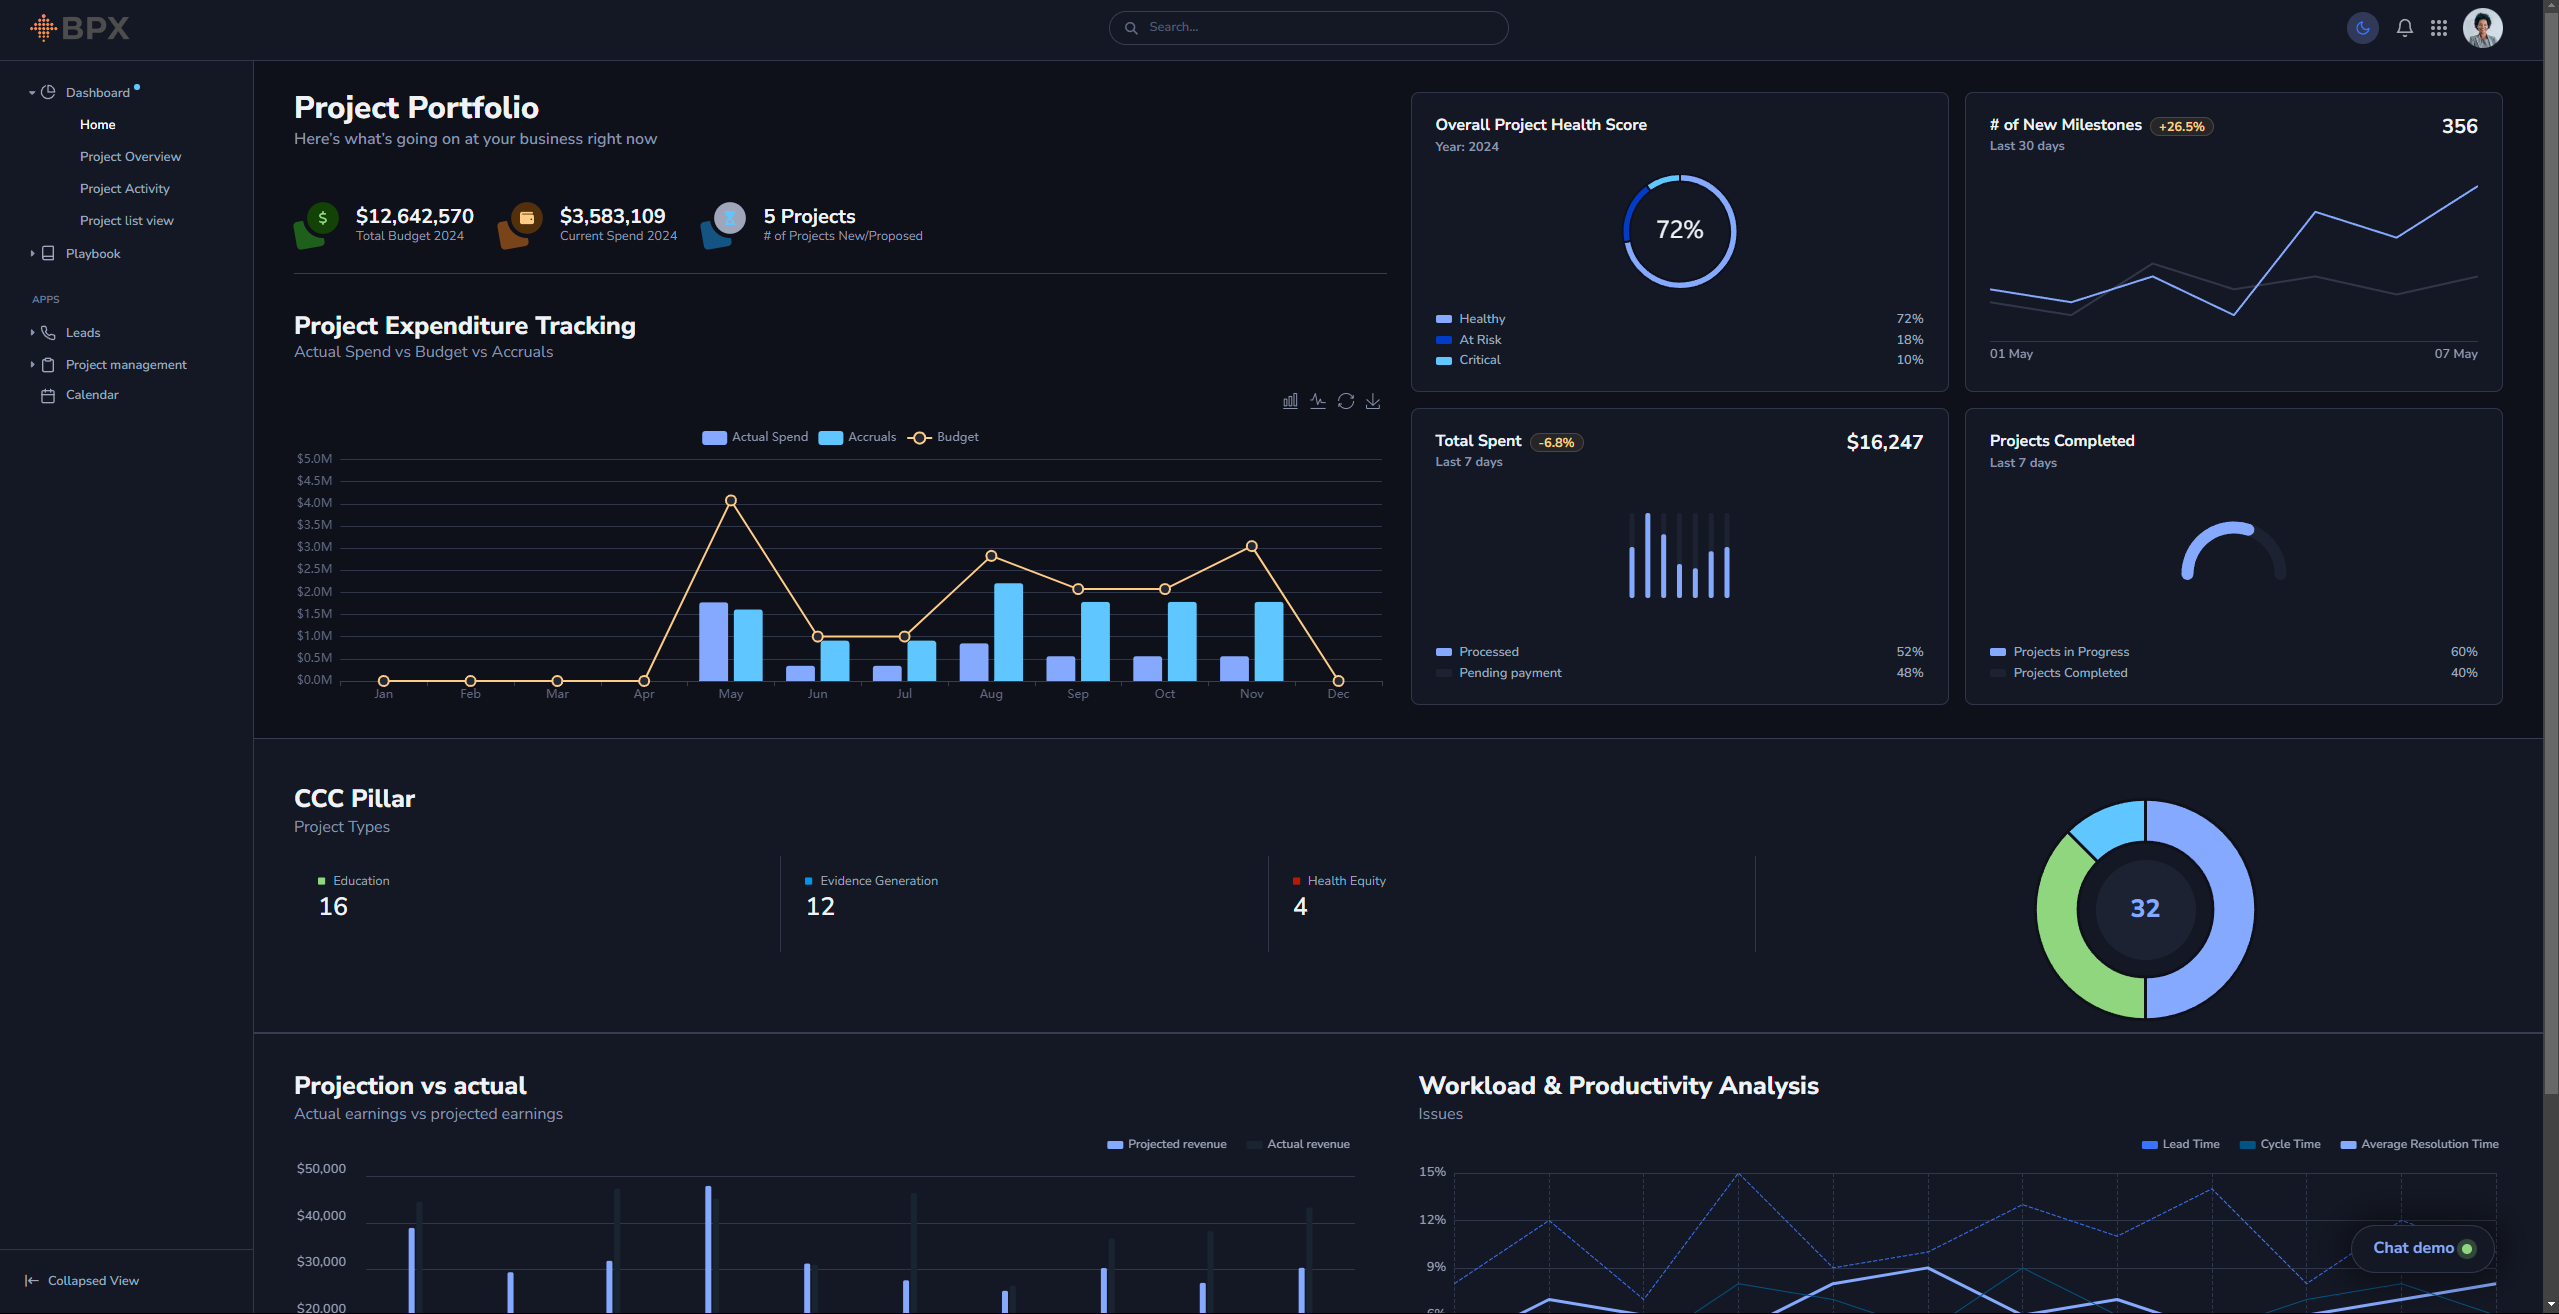 BPX
Search...
Dashboard
Home
Project Overview
Project Activity
Project list view
Playbook
APPS
Leads
Project management
Calendar
Collapsed View
Project Portfolio
Here's what's going on at your business right now
$12,642,570
Total Budget 2024
$3,583,109
Current Spend 2024
5 Projects
# of Projects New/Proposed
Project Expenditure Tracking
Actual Spend vs Budget vs Accruals
Actual Spend Accruals Budget
$5.0M
$4.5M
$4.0M
$3.5M
$3.0M
$2.5M
$2.0M
$1.5M
$1.0M
$0.5M
$0.0M
Jan Feb Mar Apr May Jun Jul Aug Sep Oct Nov Dec
Overall Project Health Score
Year: 2024
72%
Healthy 72%
At Risk 18%
Critical 10%
# of New Milestones +26.5% 356
Last 30 days
01 May 07 May
Total Spent -6.8% $16,247
Last 7 days
Processed 52%
Pending payment 48%
Projects Completed
Last 7 days
Projects in Progress 60%
Projects Completed 40%
CCC Pillar
Project Types
Education
16
Evidence Generation
12
Health Equity
4
32
Projection vs actual
Actual earnings vs projected earnings
Projected revenue Actual revenue
$50,000
$40,000
$30,000
$20,000
Workload & Productivity Analysis
Issues
Lead Time Cycle Time Average Resolution Time
15%
12%
9%
6%
Chat demo